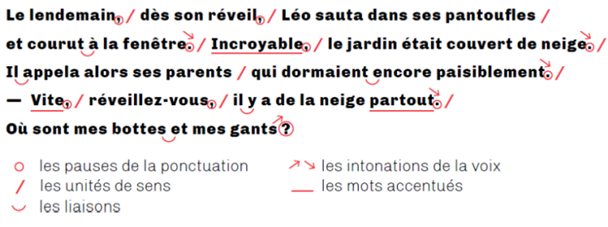 Le lendemain, / dès son réveil, / Léo sauta dans ses pantoufles /
et courut à la fenêtre. / Incroyable, / le jardin était couvert de neige. /
Il appela alors ses parents / qui dormaient encore paisiblement. /
— Vite, / réveillez-vous, / il y a de la neige partout. /
Où sont mes bottes et mes gants ?
les pauses de la ponctuation
les intonations de la voix
/ les unités de sens
les mots accentués
les liaisons